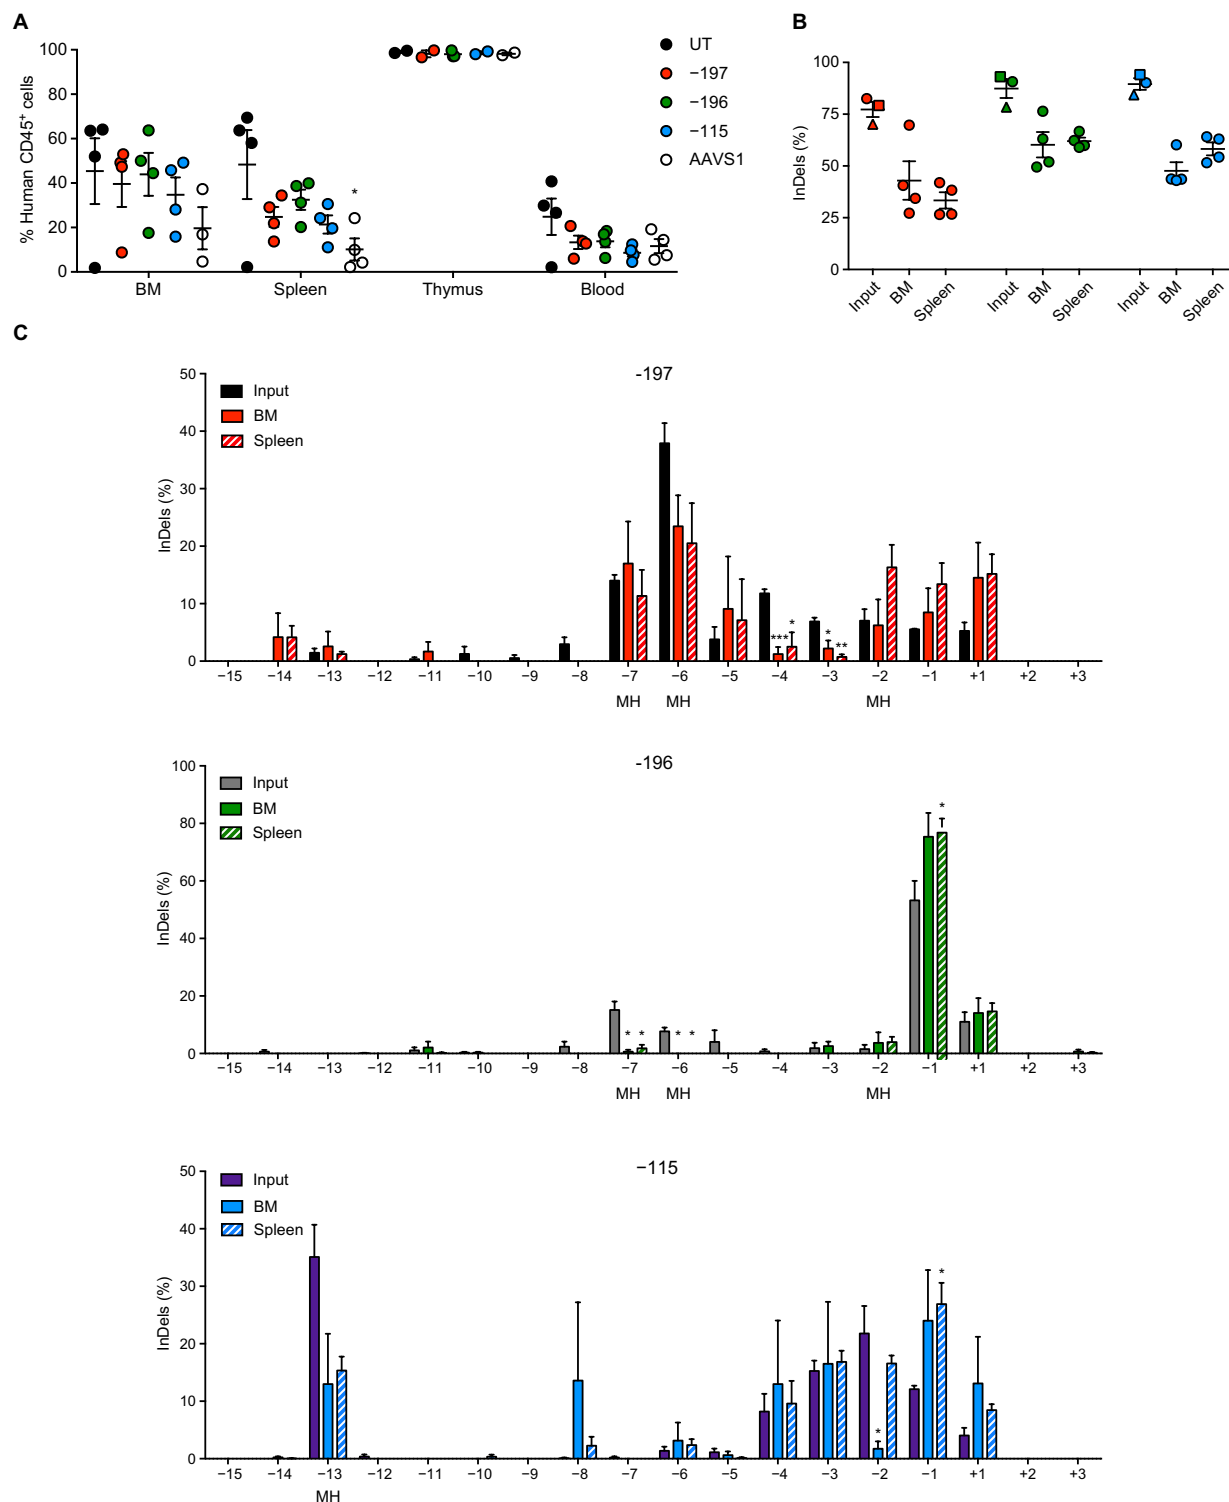 A
% Human CD45+ cells
100
80
60
40
20
0
*
BM Spleen Thymus Blood
UT
−197
−196
−115
AAVS1
B
InDels (%)
100
75
50
25
0
Input BM Spleen Input BM Spleen Input BM Spleen
C
-197
InDels (%)
50
40
30
20
10
0
Input
BM
Spleen
*** * * **
−15 −14 −13 −12 −11 −10 −9 −8 −7 −6 −5 −4 −3 −2 −1 +1 +2 +3
MH MH MH
-196
InDels (%)
100
80
60
40
20
0
Input
BM
Spleen
*
* * * *
−15 −14 −13 −12 −11 −10 −9 −8 −7 −6 −5 −4 −3 −2 −1 +1 +2 +3
MH MH MH
−115
InDels (%)
50
40
30
20
10
0
Input
BM
Spleen
*
*
−15 −14 −13 −12 −11 −10 −9 −8 −7 −6 −5 −4 −3 −2 −1 +1 +2 +3
MH